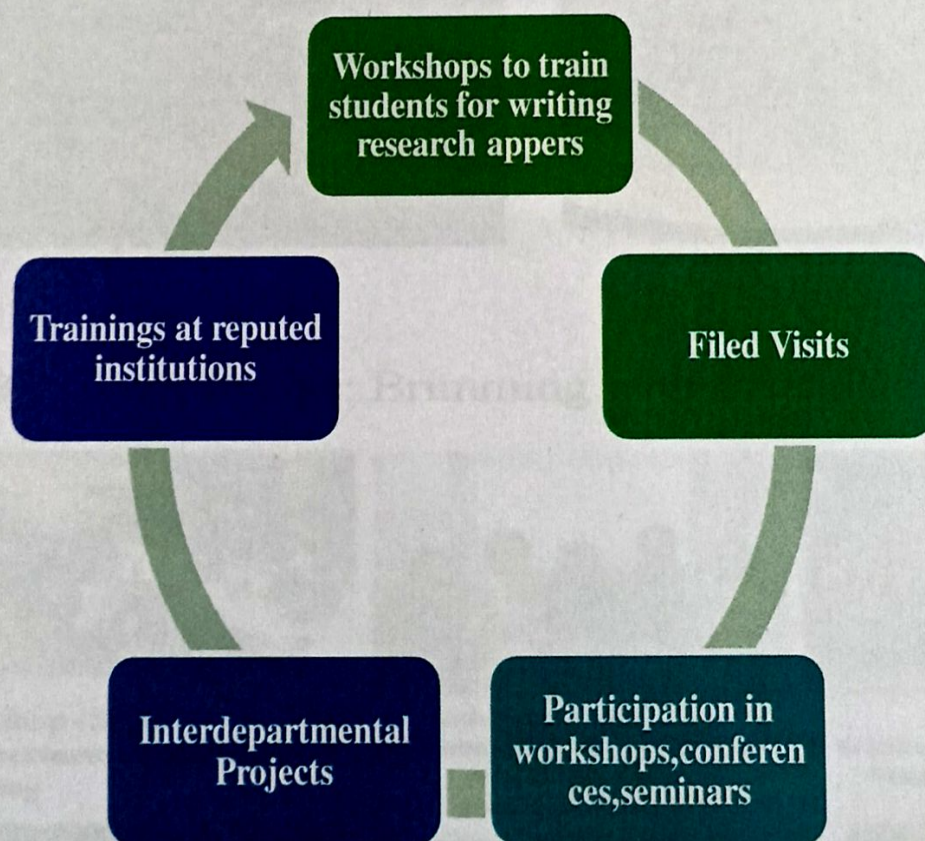 Workshops to train
students for writing
research appers
Filed Visits
Participation in
workshops,conferen
ces,seminars
Interdepartmental
Projects
Trainings at reputed
institutions